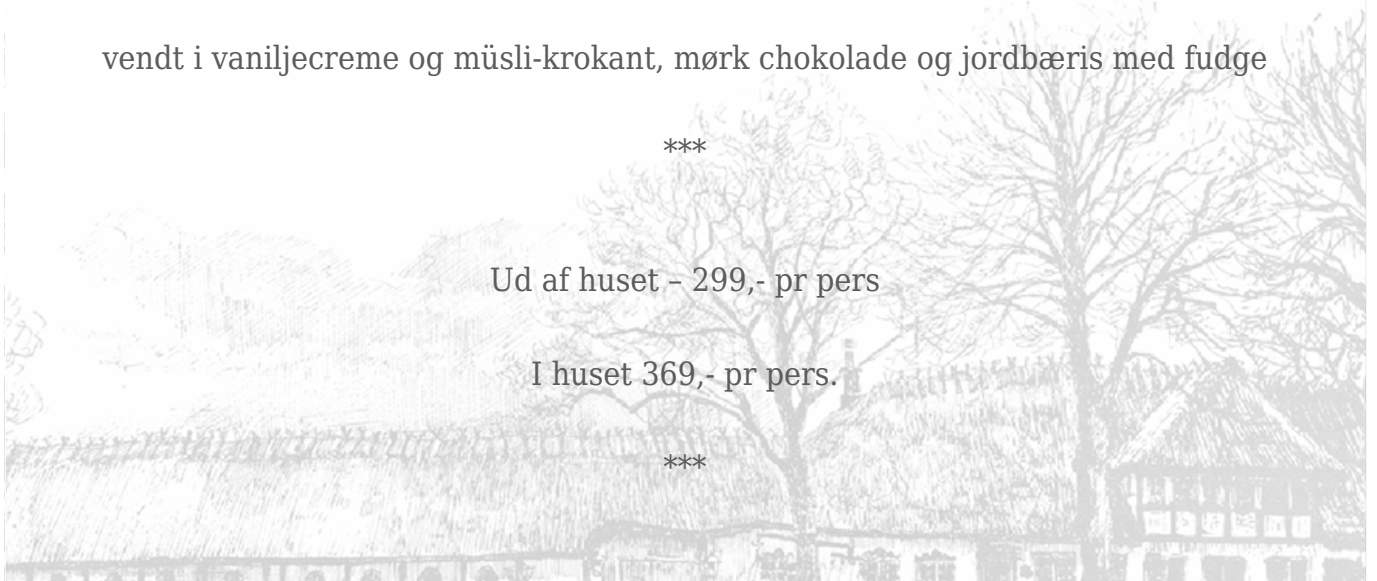 vendt i vaniljecreme og müsli-krokant, mørk chokolade og jordbæris med fudge
***
Ud af huset – 299,- pr pers
I huset 369,- pr pers.
***